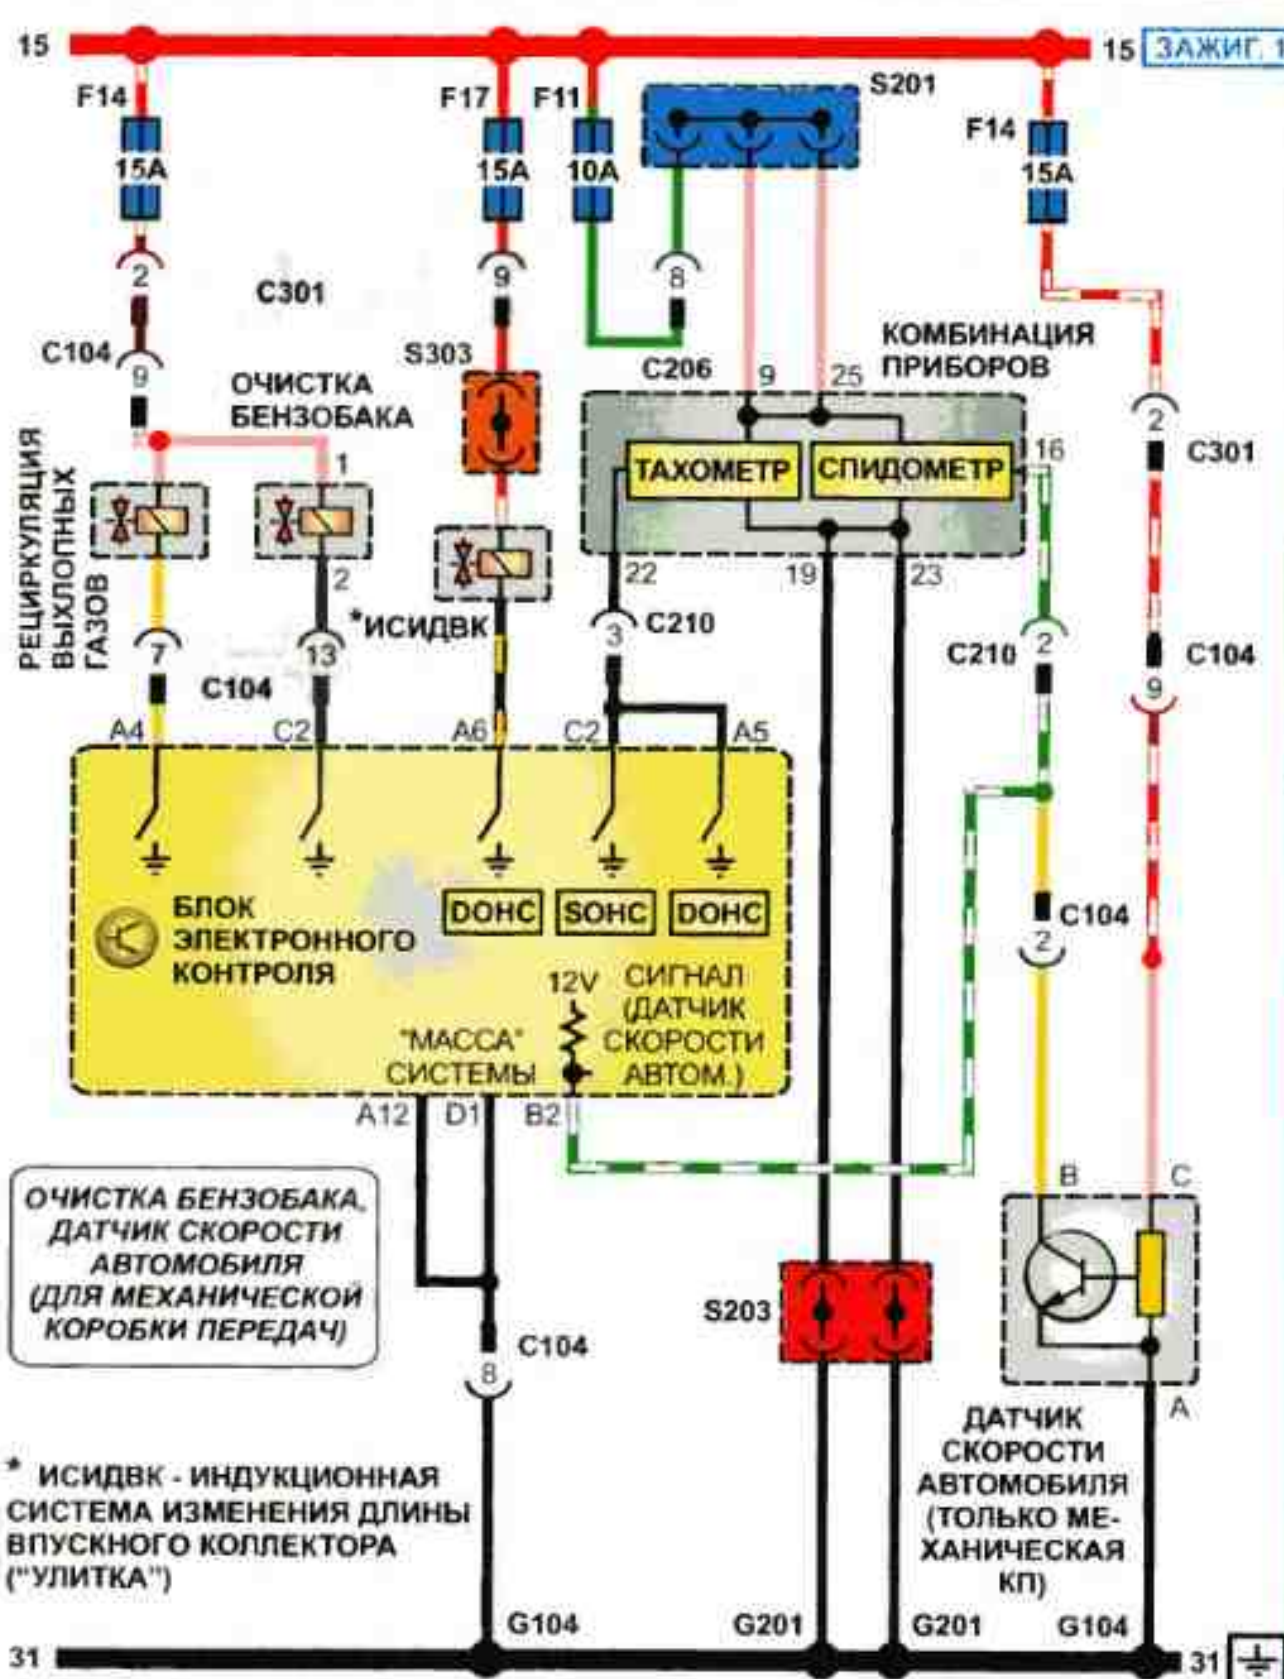 15
15 ЗАЖИГ. 1
F14
F17
F11
S201
F14
15A
15A
10A
15A
2
C301
9
8
C104
9
S303
ОЧИСТКА
БЕНЗОБАКА
C206
9
25
КОМБИНАЦИЯ
ПРИБОРОВ
2
C301
РЕЦИРКУЛЯЦИЯ
ВЫХЛОПНЫХ
ГАЗОВ
1
2
ТАХОМЕТР
СПИДОМЕТР
16
*ИСИДВК
22
19
23
7
C104
13
3
C210
C210
2
C104
9
A4
C2
A6
C2
A5
DOHC
SOHC
DOHC
БЛОК
ЭЛЕКТРОННОГО
КОНТРОЛЯ
12V
СИГНАЛ
(ДАТЧИК
СКОРОСТИ
АВТОМ.)
"МАССА"
СИСТЕМЫ
C104
2
A12
D1
B2
B
C
ОЧИСТКА БЕНЗОБАКА,
ДАТЧИК СКОРОСТИ
АВТОМОБИЛЯ
(ДЛЯ МЕХАНИЧЕСКОЙ
КОРОБКИ ПЕРЕДАЧ)
C104
8
S203
A
ДАТЧИК
СКОРОСТИ
АВТОМОБИЛЯ
(ТОЛЬКО МЕ-
ХАНИЧЕСКАЯ
КП)
* ИСИДВК - ИНДУКЦИОННАЯ
СИСТЕМА ИЗМЕНЕНИЯ ДЛИНЫ
ВПУСКНОГО КОЛЛЕКТОРА
("УЛИТКА")
G104
G201
G201
G104
31
31